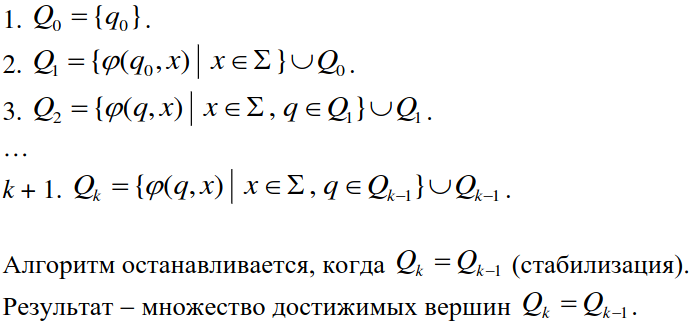 1. Q₀ = {q₀}.
2. Q₁ = {φ(q₀, x) | x ∈ Σ} ∪ Q₀.
3. Q₂ = {φ(q, x) | x ∈ Σ, q ∈ Q₁} ∪ Q₁.
…
k + 1. Qₖ = {φ(q, x) | x ∈ Σ, q ∈ Qₖ₋₁} ∪ Qₖ₋₁.
Алгоритм останавливается, когда Qₖ = Qₖ₋₁ (стабилизация).
Результат – множество достижимых вершин Qₖ = Qₖ₋₁.